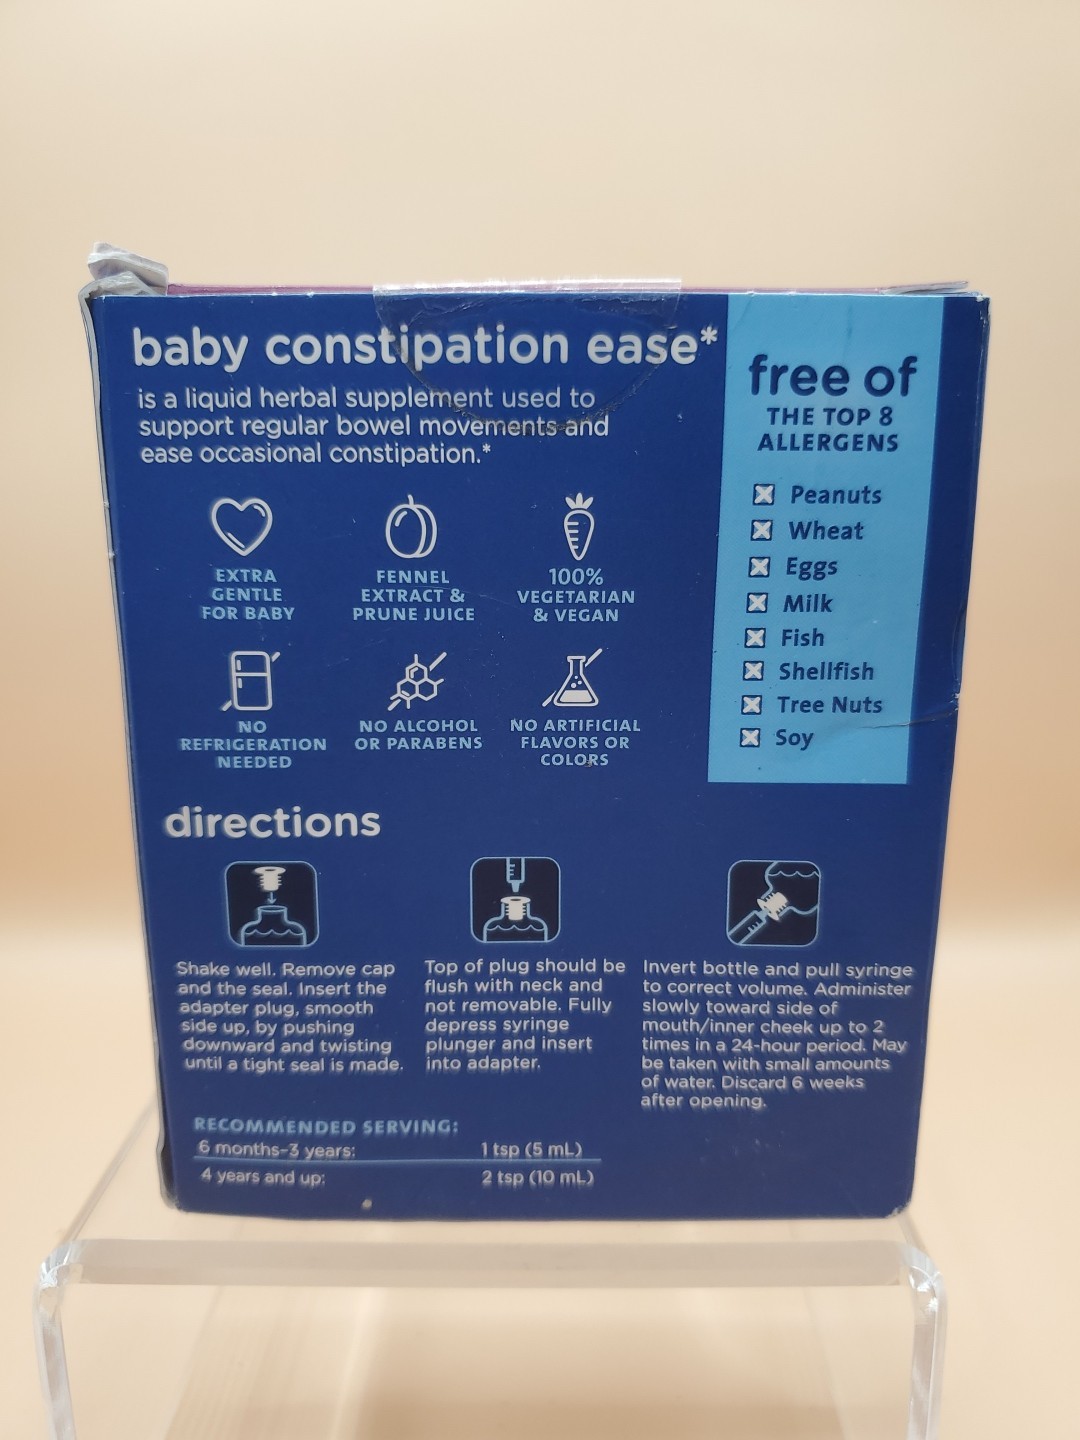 baby constipation ease*
is a liquid herbal supplement used to
support regular bowel movements and
ease occasional constipation.*
EXTRA
GENTLE
FOR BABY
FENNEL
EXTRACT &
PRUNE JUICE
100%
VEGETARIAN
& VEGAN
NO
REFRIGERATION
NEEDED
NO ALCOHOL
OR PARABENS
NO ARTIFICIAL
FLAVORS OR
COLORS
free of
THE TOP 8
ALLERGENS
Peanuts
Wheat
Eggs
Milk
Fish
Shellfish
Tree Nuts
Soy
directions
Shake well. Remove cap
and the seal. Insert the
adapter plug, smooth
side up, by pushing
downward and twisting
until a tight seal is made.
Top of plug should be
flush with neck and
not removable. Fully
depress syringe
plunger and insert
into adapter.
Invert bottle and pull syringe
to correct volume. Administer
slowly toward side of
mouth/inner cheek up to 2
times in a 24-hour period. May
be taken with small amounts
of water. Discard 6 weeks
after opening.
RECOMMENDED SERVING:
6 months-3 years: 1 tsp (5 mL)
4 years and up: 2 tsp (10 mL)